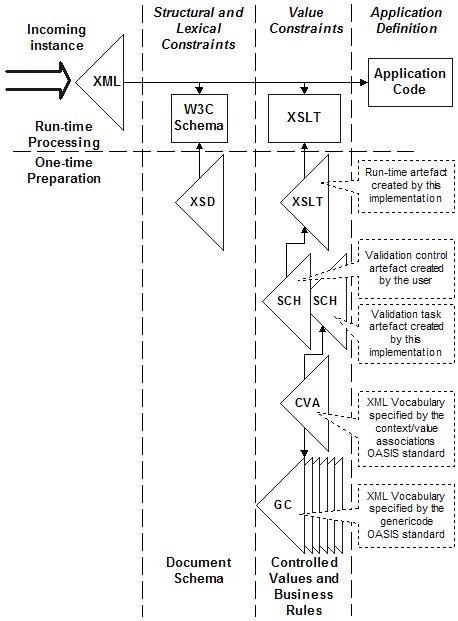 Structural and
Lexical
Constraints
Value
Constraints
Application
Definition
Incoming
instance
XML
W3C
Schema
XSLT
Application
Code
Run-time
Processing
One-time
Preparation
XSD
XSLT
Run-time artefact
created by this
implementation
SCH
SCH
Validation control
artefact created
by the user
Validation task
artefact created
by this
implementation
CVA
XML Vocabulary
specified by the
context/value
associations
OASIS standard
GC
XML Vocabulary
specified by the
genericode
OASIS standard
Document
Schema
Controlled
Values and
Business
Rules